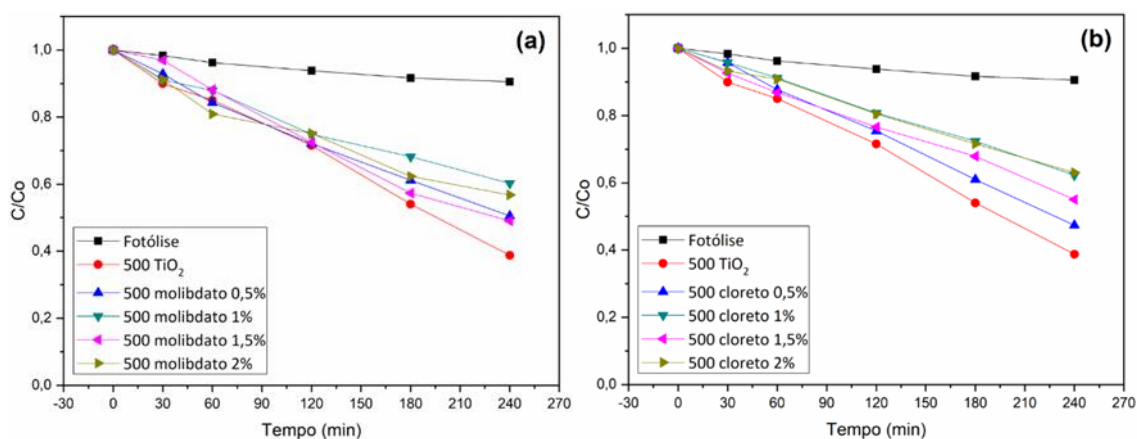 (a)
C/Co
1,0
0,8
0,6
0,4
0,2
0,0
Fotólise
500 TiO₂
500 molibdato 0,5%
500 molibdato 1%
500 molibdato 1,5%
500 molibdato 2%
-30 0 30 60 90 120 150 180 210 240 270
Tempo (min)
(b)
C/Co
1,0
0,8
0,6
0,4
0,2
0,0
Fotólise
500 TiO₂
500 cloreto 0,5%
500 cloreto 1%
500 cloreto 1,5%
500 cloreto 2%
-30 0 30 60 90 120 150 180 210 240 270
Tempo (min)